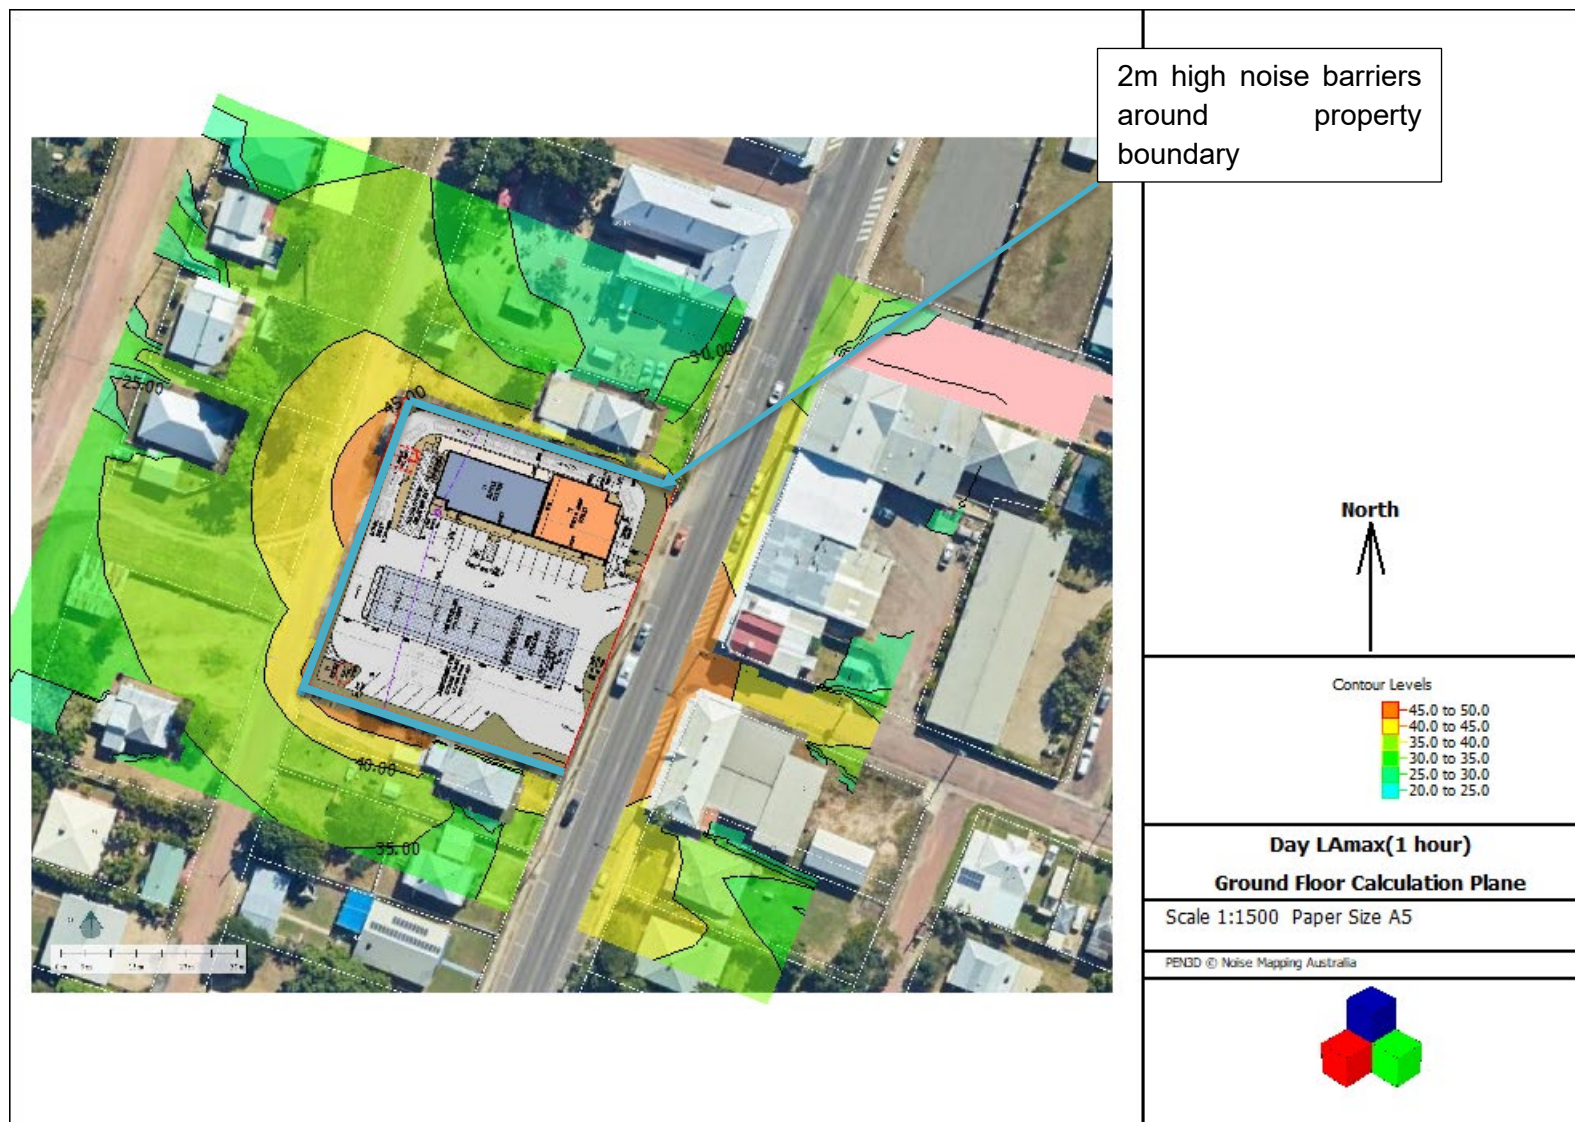 2m high noise barriers
around property
boundary
45.00
30.00
25.00
40.00
35.00
North
Contour Levels
45.0 to 50.0
40.0 to 45.0
35.0 to 40.0
30.0 to 35.0
25.0 to 30.0
20.0 to 25.0
Day LAmax(1 hour)
Ground Floor Calculation Plane
Scale 1:1500 Paper Size A5
PEN3D © Noise Mapping Australia